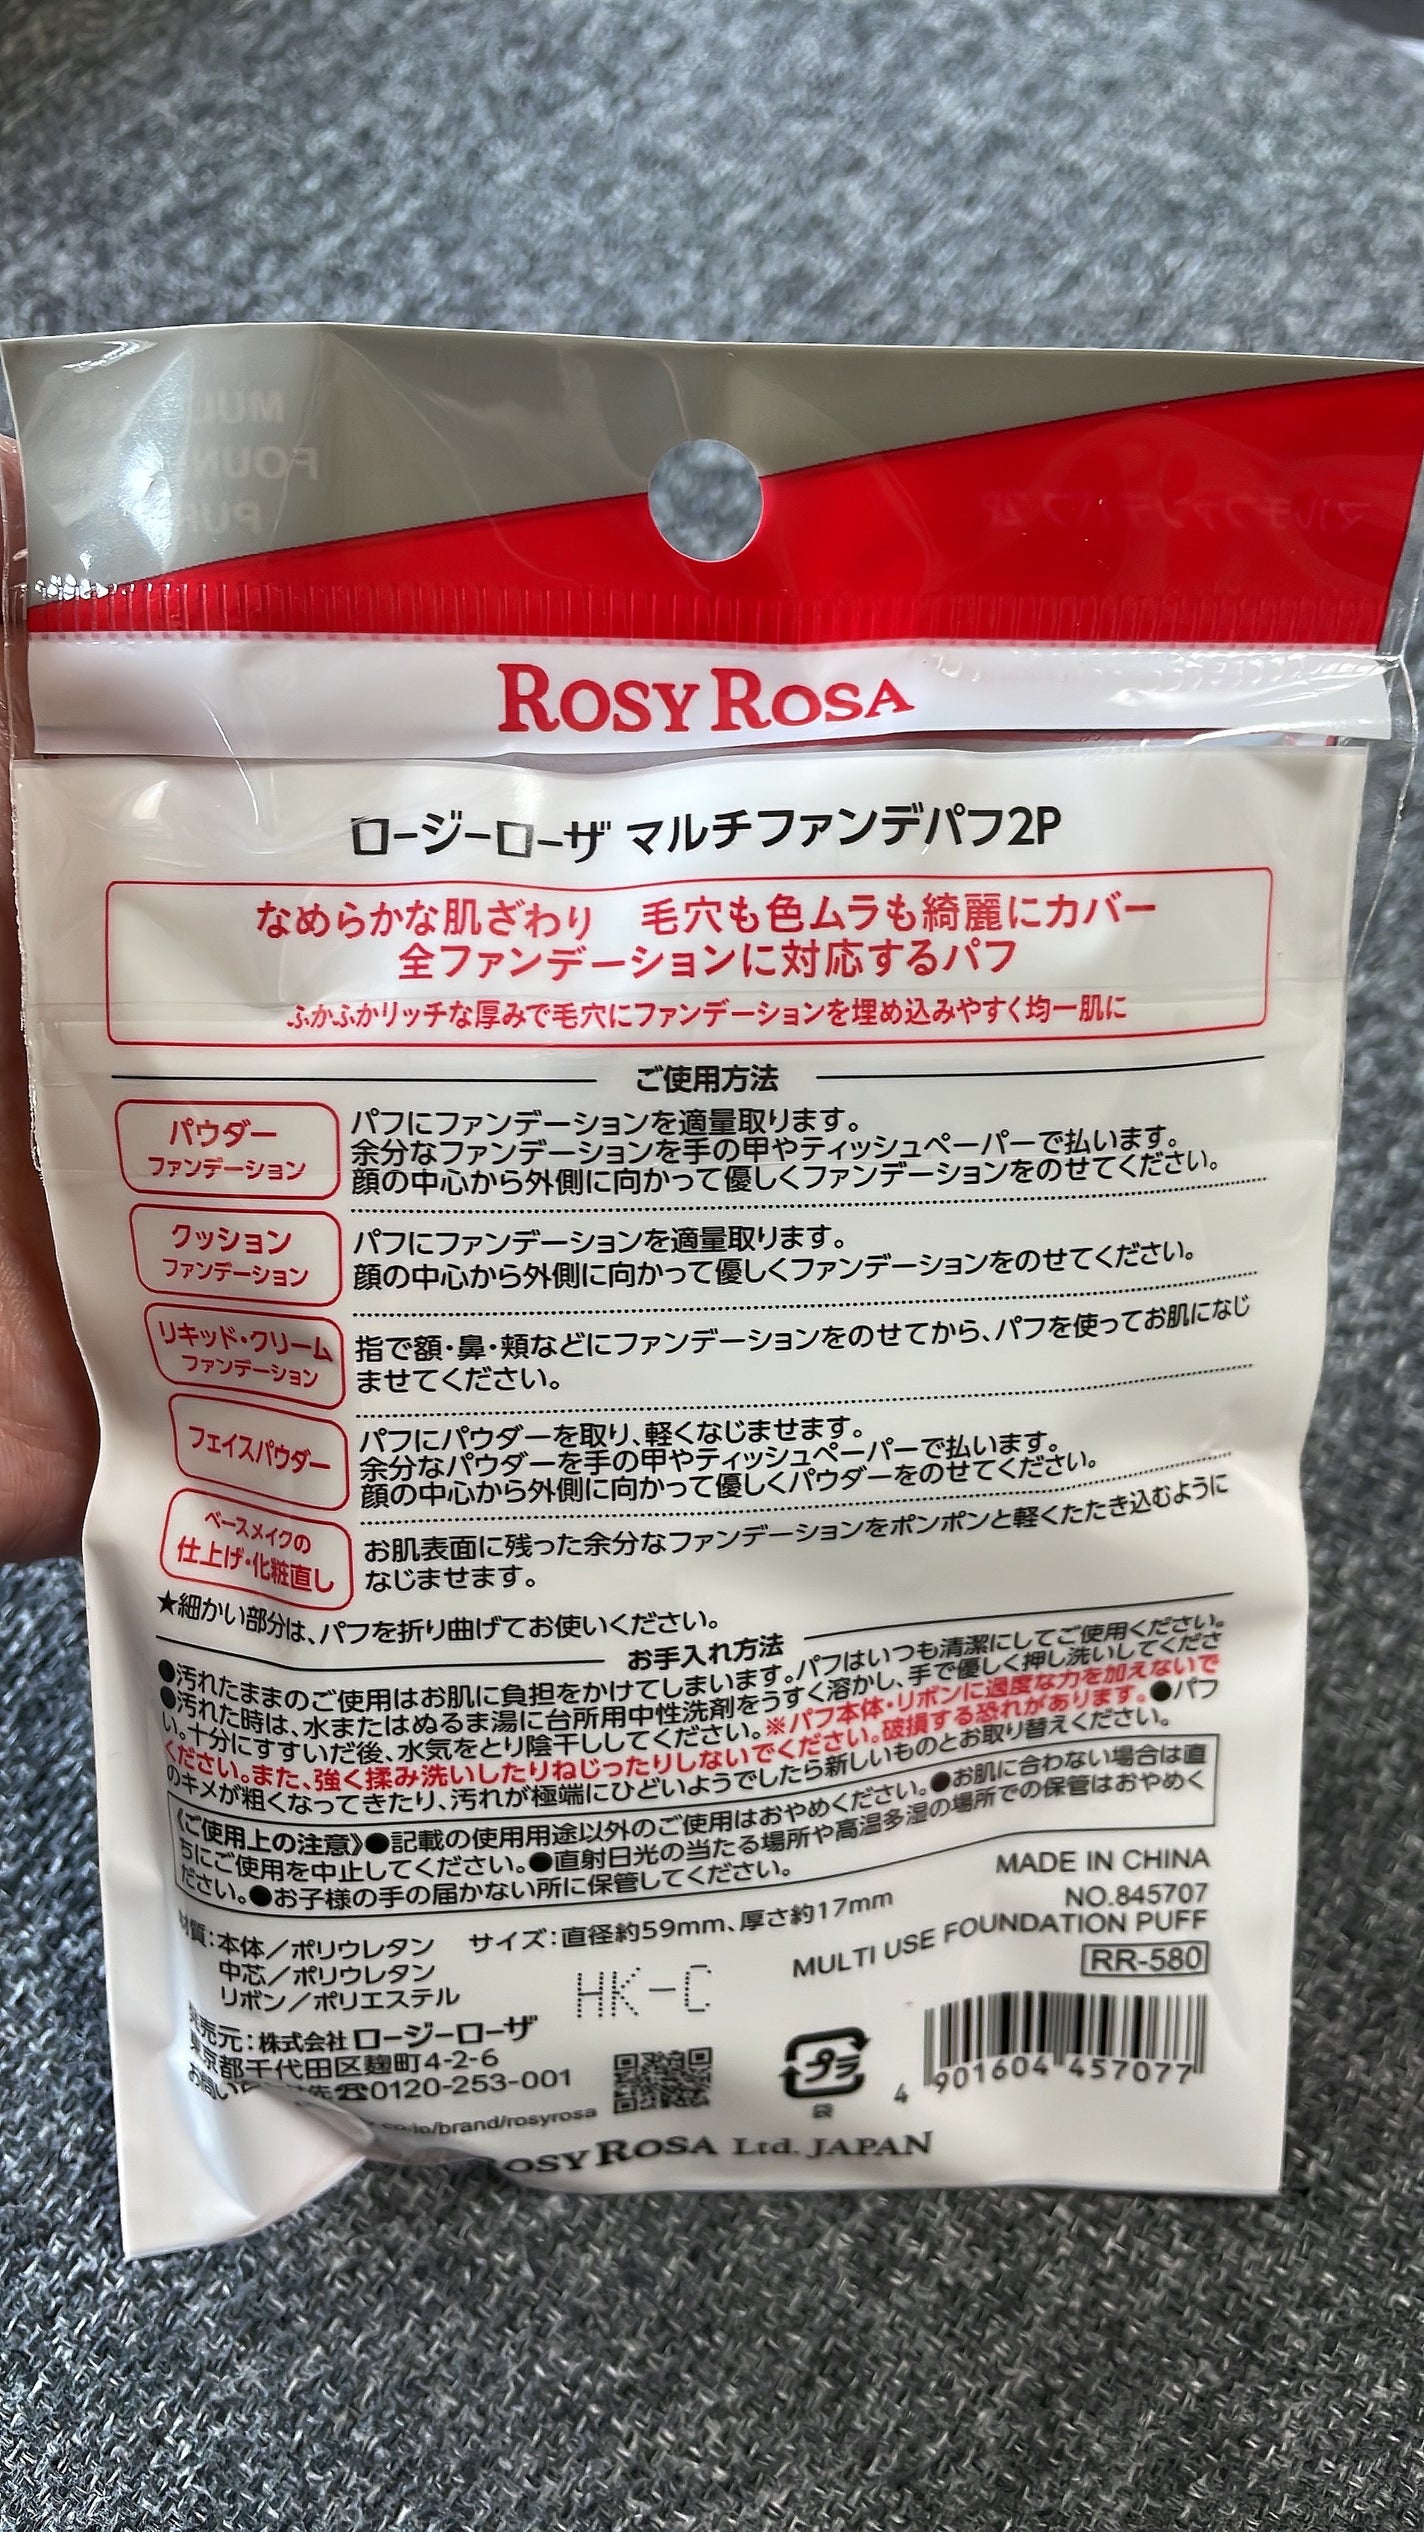 ROSY ROSA
ロージーローザ マルチファンデパフ2P
なめらかな肌ざわり 毛穴も色ムラも綺麗にカバー
全ファンデーションに対応するパフ
ふかふかリッチな厚みで毛穴にファンデーションを埋め込みやすく均一肌に
ご使用方法
パウダー
ファンデーション
パフにファンデーションを適量取ります。
余分なファンデーションを手の甲やティッシュペーパーで払います。
顔の中心から外側に向かって優しくファンデーションをのせてください。
クッション
ファンデーション
パフにファンデーションを適量取ります。
顔の中心から外側に向かって優しくファンデーションをのせてください。
リキッド・クリーム
ファンデーション
指で額・鼻・頬などにファンデーションをのせてから、パフを使ってお肌になじ
ませてください。
フェイスパウダー
パフにパウダーを取り、軽くなじませます。
余分なパウダーを手の甲やティッシュペーパーで払います。
顔の中心から外側に向かって優しくパウダーをのせてください。
ベースメイクの
仕上げ・化粧直し
お肌表面に残った余分なファンデーションをポンポンと軽くたたき込むように
なじませます。
★細かい部分は、パフを折り曲げてお使いください。
お手入れ方法
●汚れたままのご使用はお肌に負担をかけてしまいます。パフはいつも清潔にしてご使用ください。
●汚れた時は、水またはぬるま湯に台所用中性洗剤をうすく溶かし、手で優しく押し洗いしてくださ
い。十分にすすいだ後、水気をとり陰干ししてください。※パフ本体・リボンに過度な力を加えないで
ください。また、強く揉み洗いしたりねじったりしないでください。破損する恐れがあります。●パフ
のキメが粗くなってきたり、汚れが極端にひどいようでしたら新しいものとお取り替えください。
《ご使用上の注意》●記載の使用用途以外のご使用はおやめください。●お肌に合わない場合は直
ちにご使用を中止してください。●直射日光の当たる場所や高温多湿の場所での保管はおやめく
ださい。●お子様の手の届かない所に保管してください。
MADE IN CHINA
NO.845707
MULTI USE FOUNDATION PUFF
RR-580
質:本体/ポリウレタン サイズ:直径約59mm、厚さ約17mm
中芯/ポリウレタン
リボン/ポリエステル
HK-C
売元:株式会社 ロージーローザ
東京都千代田区麹町4-2-6
0120-253-001
co.jp/brand/rosyrosa
プラ
袋
4 901604 457077
ROSY ROSA Ltd. JAPAN